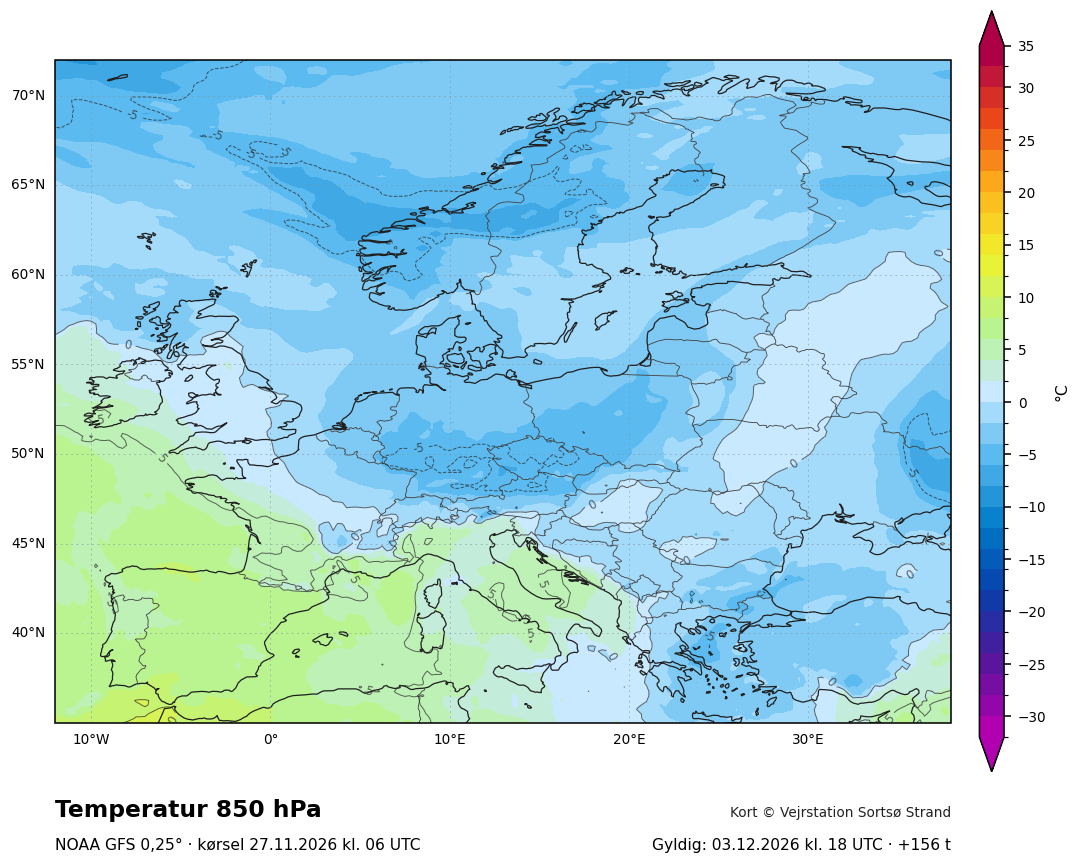 70°N
65°N
60°N
55°N
50°N
45°N
40°N
10°W 0° 10°E 20°E 30°E
35
30
25
20
15
10
5
0
−5
−10
−15
−20
−25
−30
°C
Temperatur 850 hPa
Kort © Vejrstation Sortsø Strand
NOAA GFS 0,25° · kørsel 27.11.2026 kl. 06 UTC
Gyldig: 03.12.2026 kl. 18 UTC · +156 t